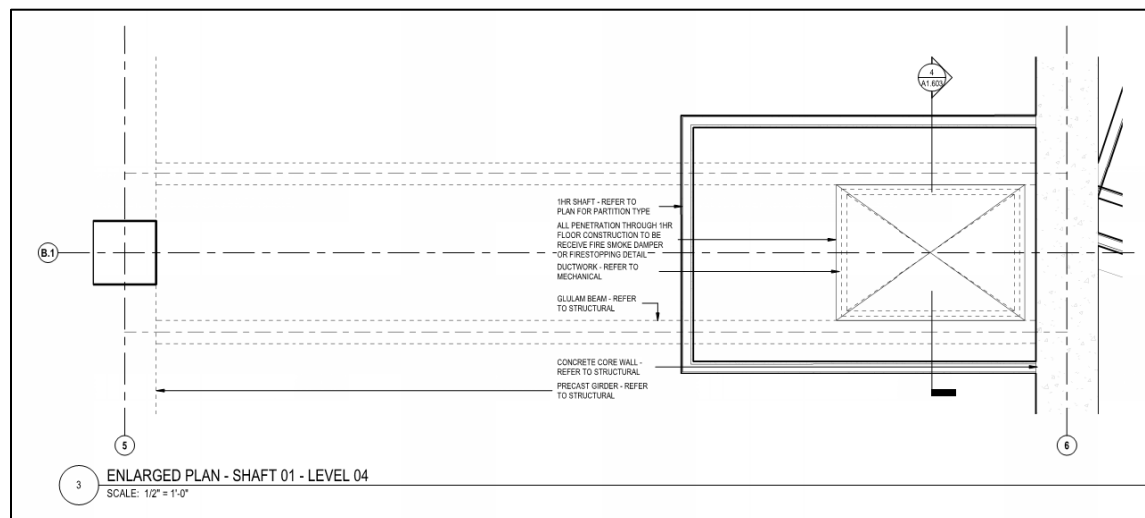 4
A1.603
1HR SHAFT - REFER TO
PLAN FOR PARTITION TYPE
ALL PENETRATION THROUGH 1HR
FLOOR CONSTRUCTION TO BE
RECEIVE FIRE SMOKE DAMPER
OR FIRESTOPPING DETAIL
DUCTWORK - REFER TO
MECHANICAL
B.1
GLULAM BEAM - REFER
TO STRUCTURAL
CONCRETE CORE WALL -
REFER TO STRUCTURAL
PRECAST GIRDER - REFER
TO STRUCTURAL
5
6
3
ENLARGED PLAN - SHAFT 01 - LEVEL 04
SCALE: 1/2" = 1'-0"